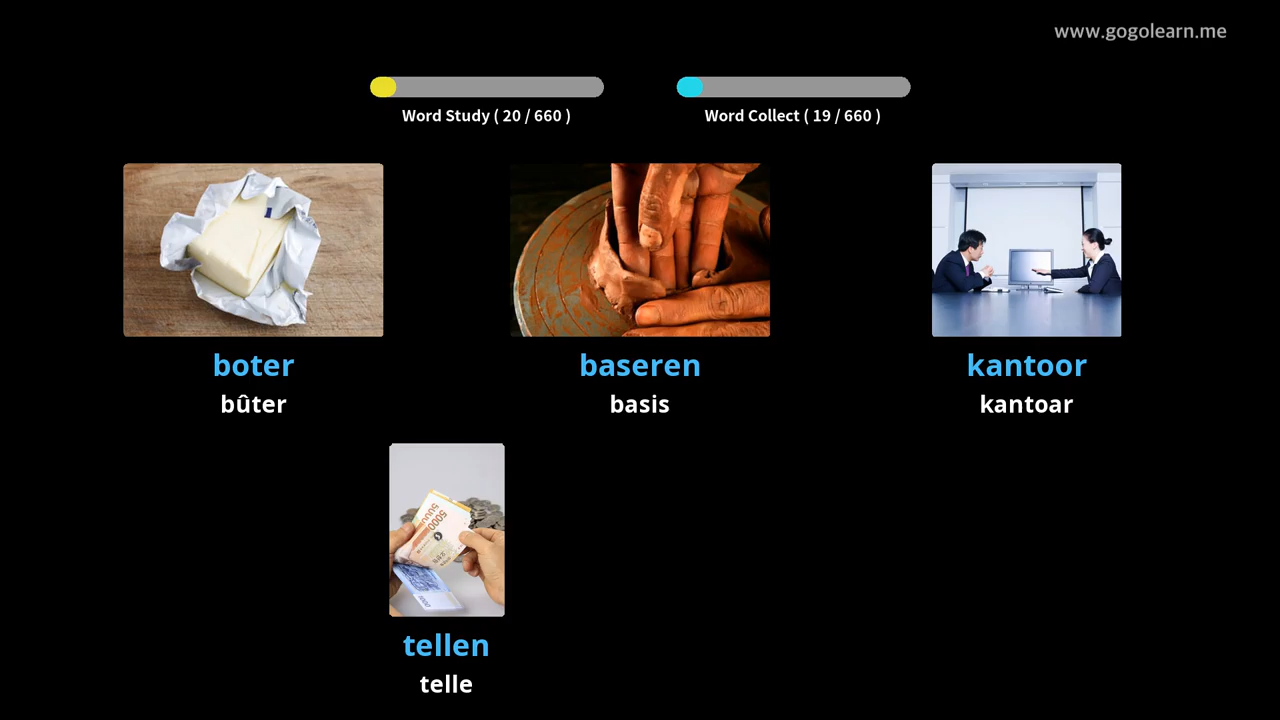 www.gogolearn.me
Word Study ( 20 / 660 )
Word Collect ( 19 / 660 )
boter
bûter
baseren
basis
kantoor
kantoar
5000
tellen
telle